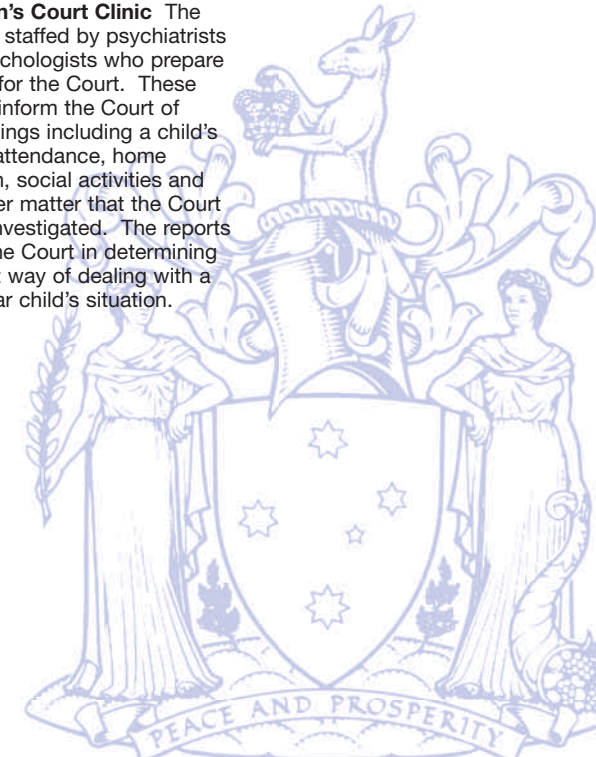 n's Court Clinic The
staffed by psychiatrists
chologists who prepare
for the Court. These
inform the Court of
ings including a child's
attendance, home
n, social activities and
er matter that the Court
nvestigated. The reports
he Court in determining
t way of dealing with a
ar child's situation.
PEACE AND PROSPERITY